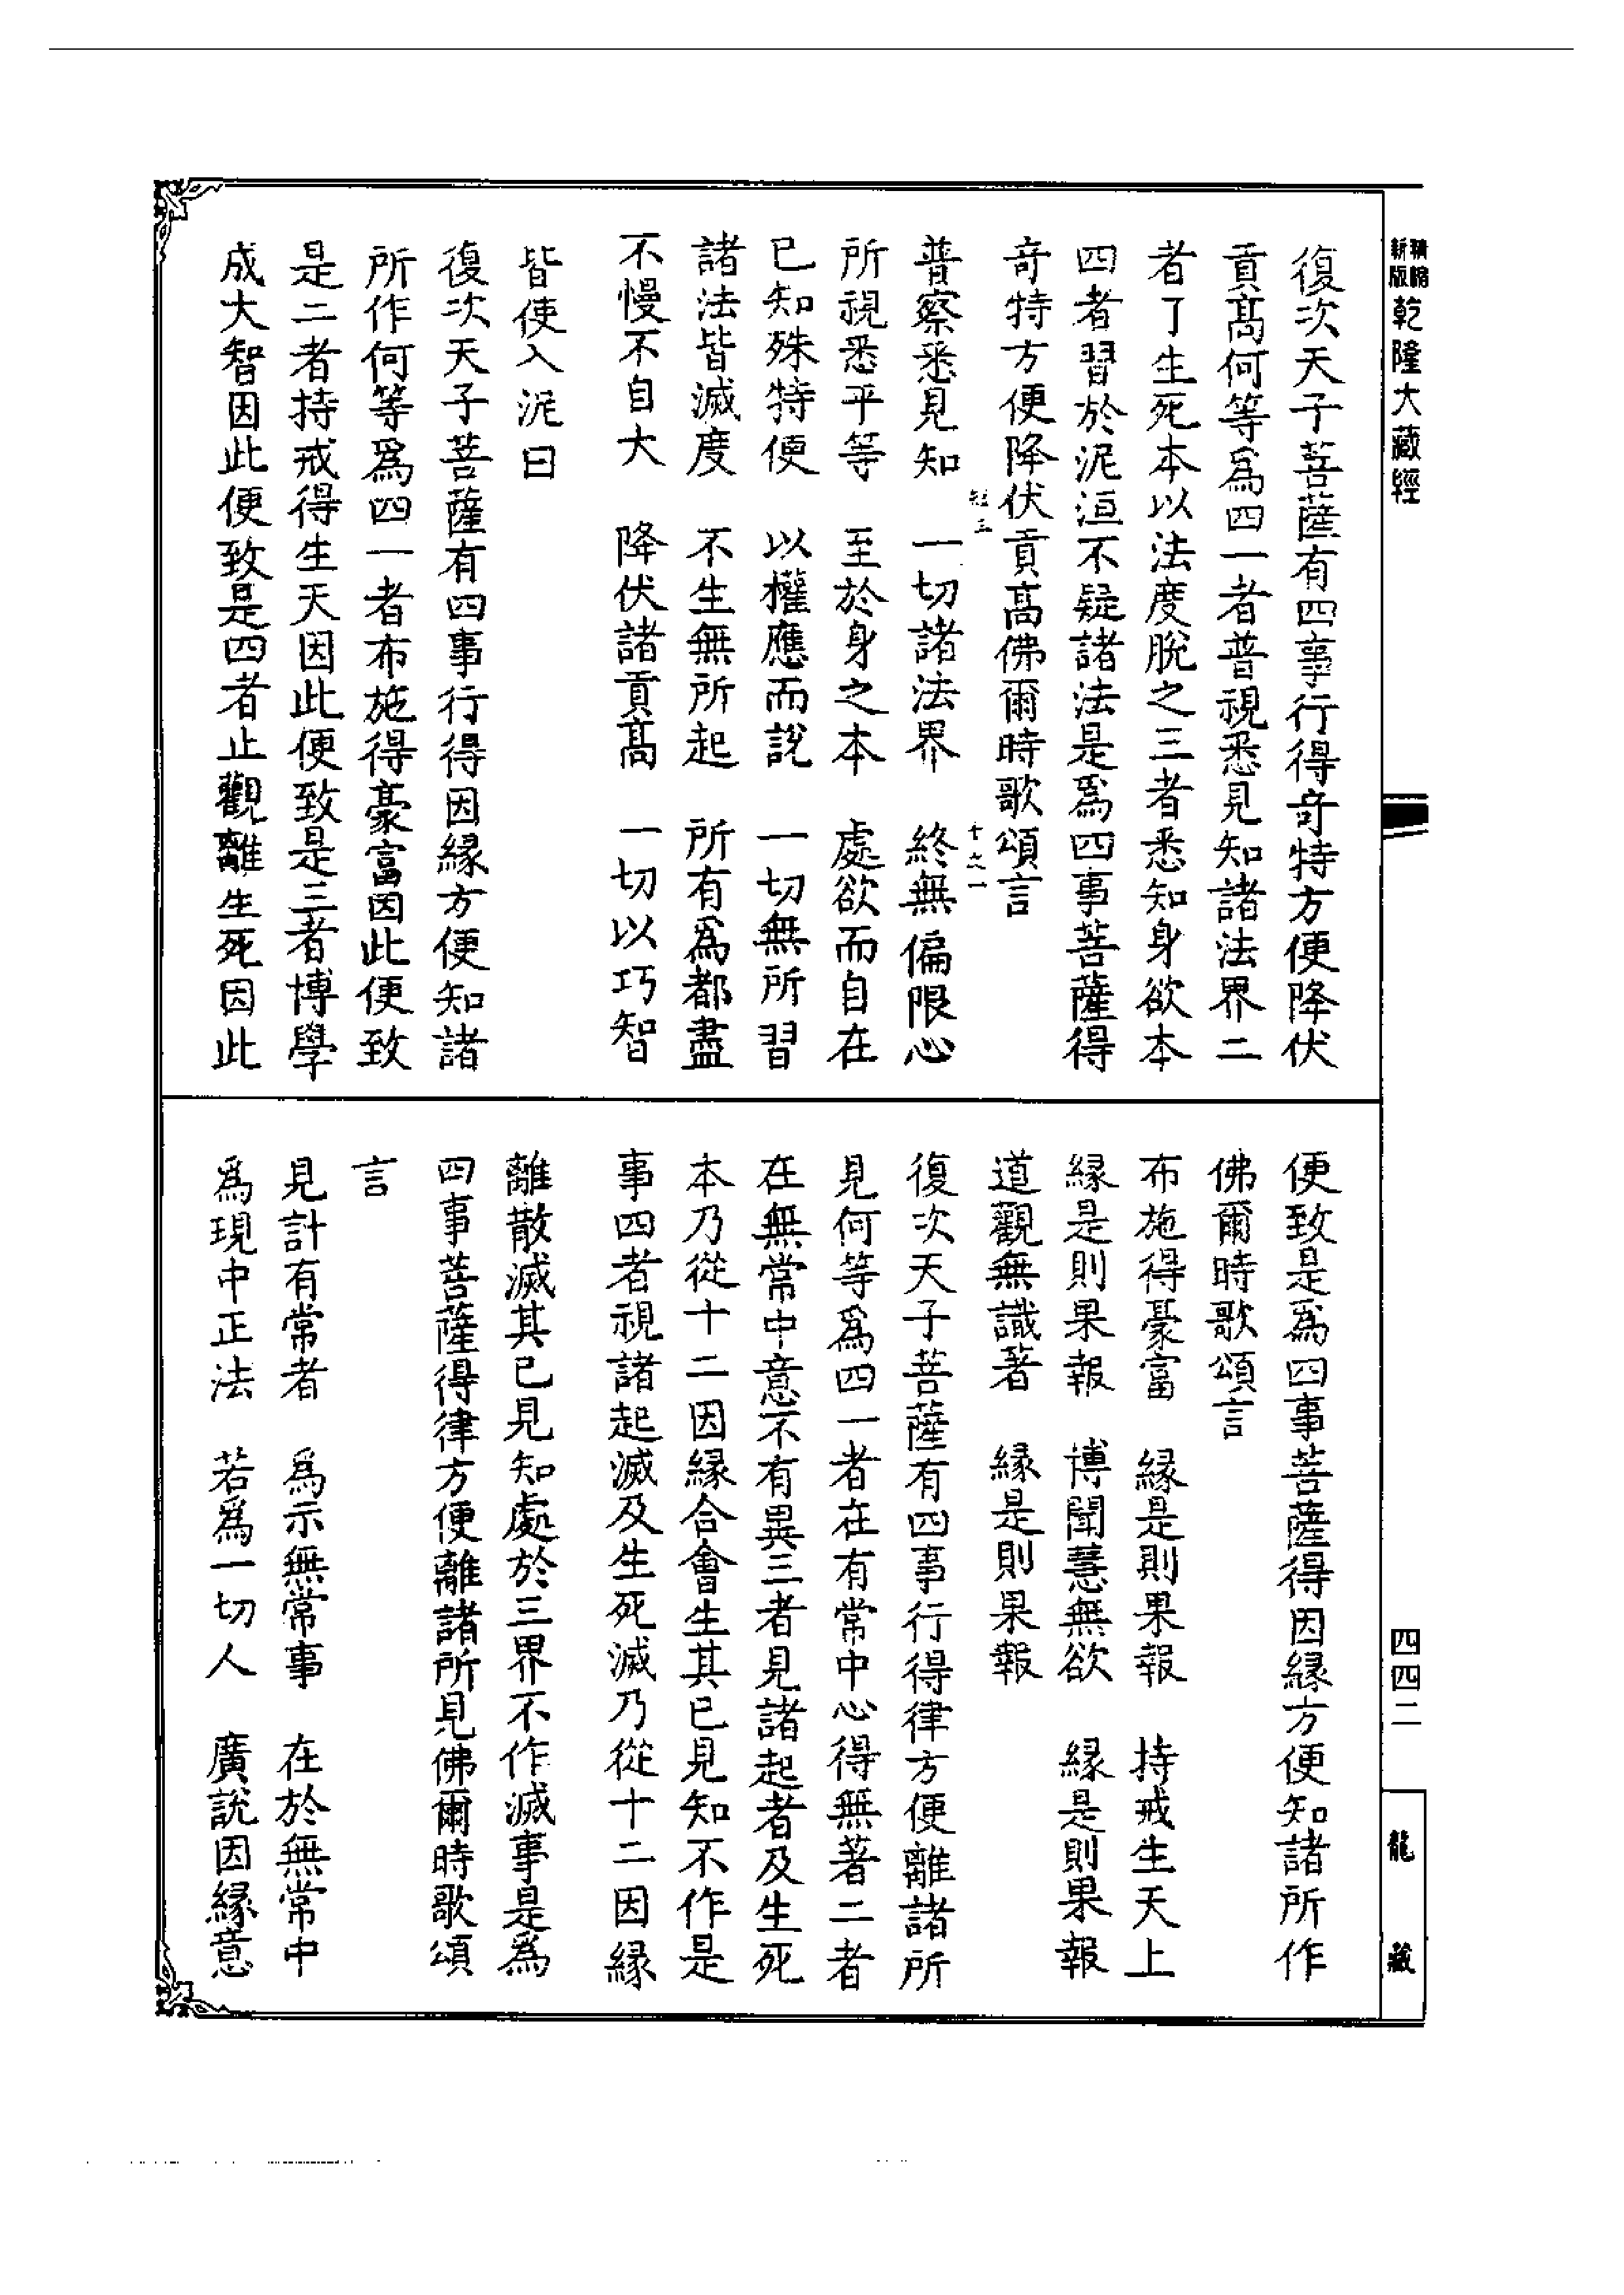 精縮新版乾隆大藏經
四四二
龍藏
復次天子菩薩有四事行得竒特方便降伏
貢髙何等爲四一者普視悉見知諸法界二
者了生死本以法度脫之三者悉知身欲本
四者習於泥洹不疑諸法是爲四事菩薩得
竒特方便降伏貢髙佛爾時歌頌言
十之一
普察悉見知　一切諸法界　終無偏限心
所視悉平等　至於身之本　處欲而自在
已知殊特便　以權應而說　一切無所習
諸法皆滅度　不生無所起　所有爲都盡
不慢不自大　降伏諸貢髙　一切以巧智
皆使入泥曰
復次天子菩薩有四事行得因縁方便知諸
所作何等爲四一者布施得豪富因此便致
是二者持戒得生天因此便致是三者博學
成大智因此便致是四者止觀離生死因此
便致是爲四事菩薩得因縁方便知諸所作
佛爾時歌頌言
布施得豪富　縁是則果報　持戒生天上
縁是則果報　博聞慧無欲　縁是則果報
道觀無識著　縁是則果報
復次天子菩薩有四事行得律方便離諸所
見何等爲四一者在有常中心得無著二者
在無常中意不有異三者見諸起者及生死
本乃從十二因縁合會生其已見知不作是
事四者視諸起滅及生死滅乃從十二因縁
離散滅其已見知處於三界不作滅事是爲
四事菩薩得律方便離諸所見佛爾時歌頌
言
見計有常者　爲示無常事　在於無常中
爲現中正法　若爲一切人　廣說因縁意